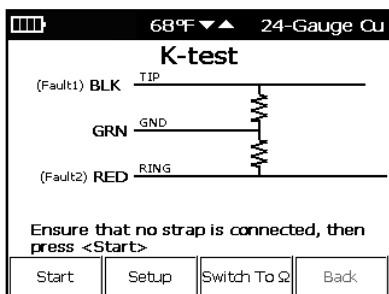 68°F ▼▲ 24-Gauge Cu
K-test
(Fault1) BLK TIP
GRN GND
(Fault2) RED RING
Ensure that no strap is connected, then
press <Start>
Start Setup Switch To Ω Back